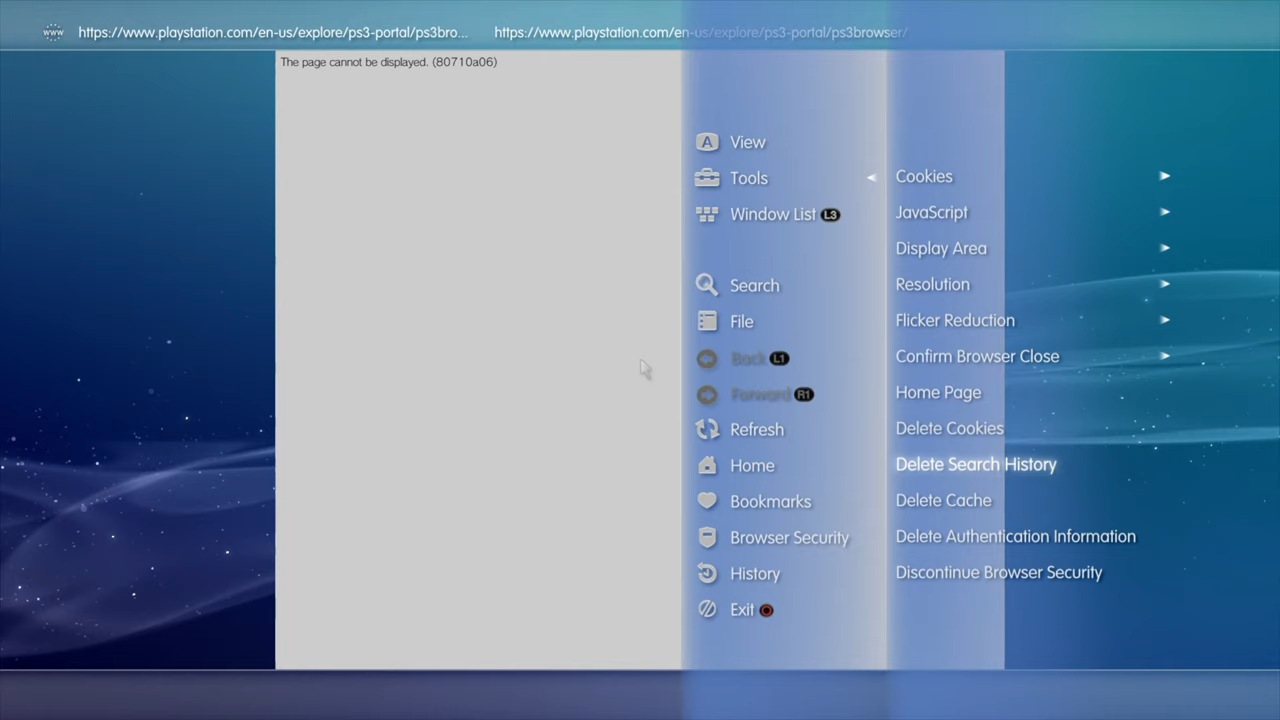 www https://www.playstation.com/en-us/explore/ps3-portal/ps3bro... https://www.playstation.com/en-us/explore/ps3-portal/ps3browser/
The page cannot be displayed. (80710a06)
A View
Tools
Window List L3
Search
File
Back L1
Forward R1
Refresh
Home
Bookmarks
Browser Security
History
Exit
Cookies
JavaScript
Display Area
Resolution
Flicker Reduction
Confirm Browser Close
Home Page
Delete Cookies
Delete Search History
Delete Cache
Delete Authentication Information
Discontinue Browser Security